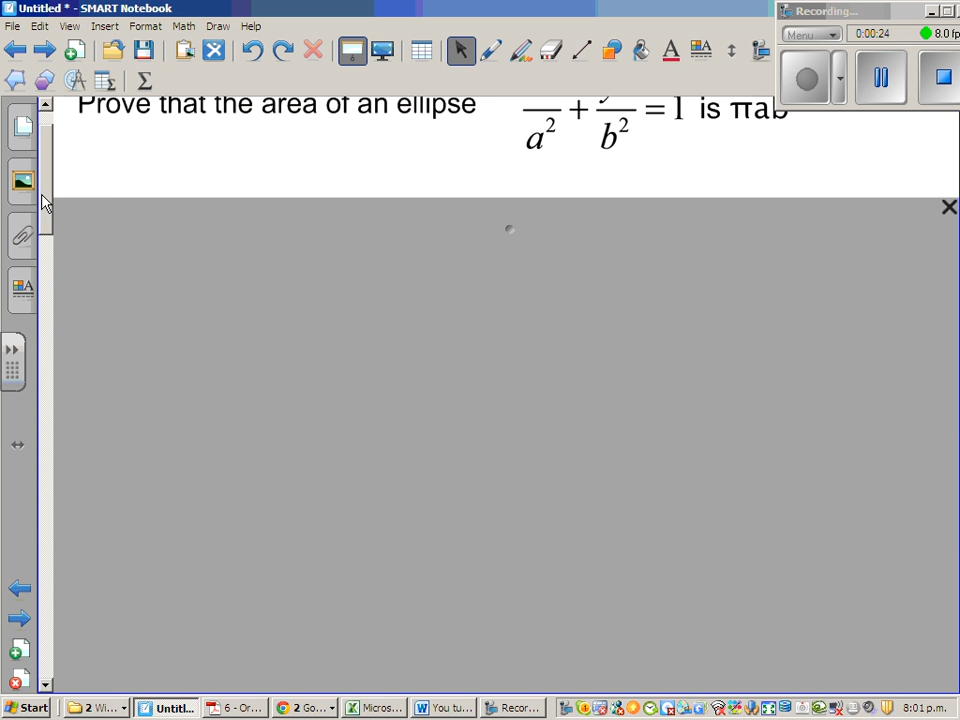 Untitled * - SMART Notebook
Recording...
File Edit View Insert Format Math Draw Help
Menu 0:00:24 8.0 fp
Prove that the area of an ellipse
a² + b² = 1 is πab
Start 2 Wi... Untitl... 6 - Or... 2 Go... Micros... You tu... Recor... 8:01 p.m.